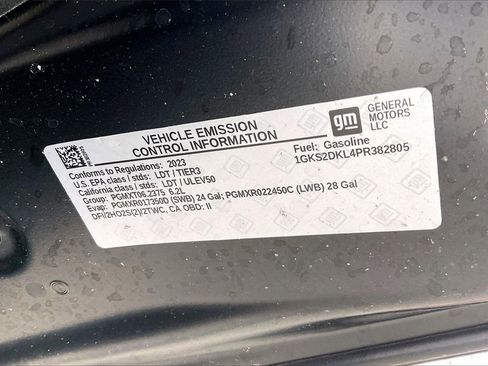 VEHICLE EMISSION
CONTROL INFORMATION
gm
GENERAL
MOTORS
LLC
Fuel: Gasoline
1GKS2DKL4PR382805
Conforms to Regulations: 2023
U.S. EPA class / stds: LDT / TIER3
California class / stds: LDT / ULEV50
Group: PGMXT06.2375 6.2L
Evap: PGMXR017350D (SWB) 24 Gal; PGMXR022450C (LWB) 28 Gal
DFI/2HO2S(2)/2TWC, CA OBD: II